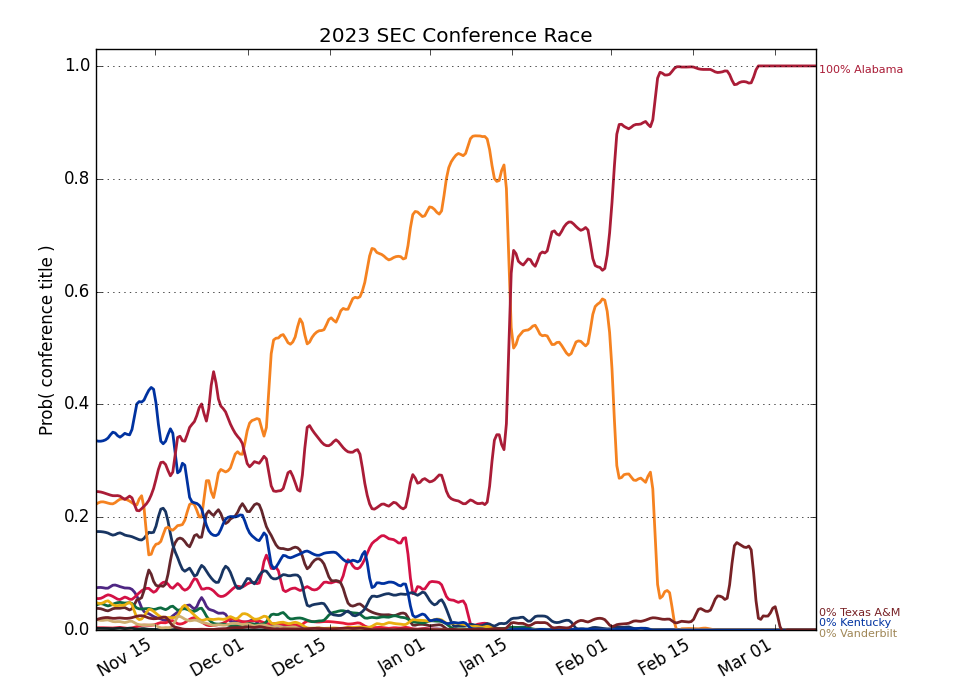 2023 SEC Conference Race
1.0
0.8
0.6
0.4
0.2
0.0
Prob( conference title )
100% Alabama
0% Texas A&M
0% Kentucky
0% Vanderbilt
Nov 15
Dec 01
Dec 15
Jan 01
Jan 15
Feb 01
Feb 15
Mar 01